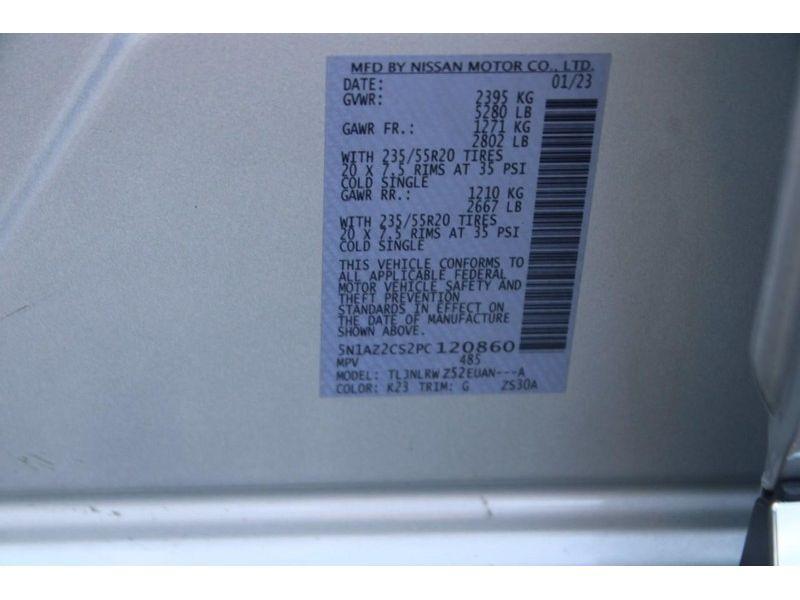 MFD BY NISSAN MOTOR CO., LTD.
DATE: 01/23
GVWR: 2395 KG
5280 LB
GAWR FR.: 1271 KG
2802 LB
WITH 235/55R20 TIRES
20 X 7.5 RIMS AT 35 PSI
COLD SINGLE
GAWR RR.: 1210 KG
2667 LB
WITH 235/55R20 TIRES
20 X 7.5 RIMS AT 35 PSI
COLD SINGLE
THIS VEHICLE CONFORMS TO
ALL APPLICABLE FEDERAL
MOTOR VEHICLE SAFETY AND
THEFT PREVENTION
STANDARDS IN EFFECT ON
THE DATE OF MANUFACTURE
SHOWN ABOVE.
5N1AZ2CS2PC120860
MPV 485
MODEL: TLJNLRWZ52EUAN---A
COLOR: K23 TRIM: G ZS30A